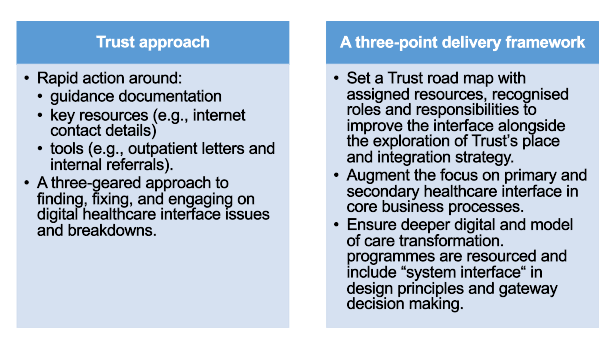 Trust approach
• Rapid action around:
• guidance documentation
• key resources (e.g., internet
contact details)
• tools (e.g., outpatient letters and
internal referrals).
• A three-geared approach to
finding, fixing, and engaging on
digital healthcare interface issues
and breakdowns.
A three-point delivery framework
• Set a Trust road map with
assigned resources, recognised
roles and responsibilities to
improve the interface alongside
the exploration of Trust's place
and integration strategy.
• Augment the focus on primary and
secondary healthcare interface in
core business processes.
• Ensure deeper digital and model
of care transformation.
programmes are resourced and
include “system interface“ in
design principles and gateway
decision making.